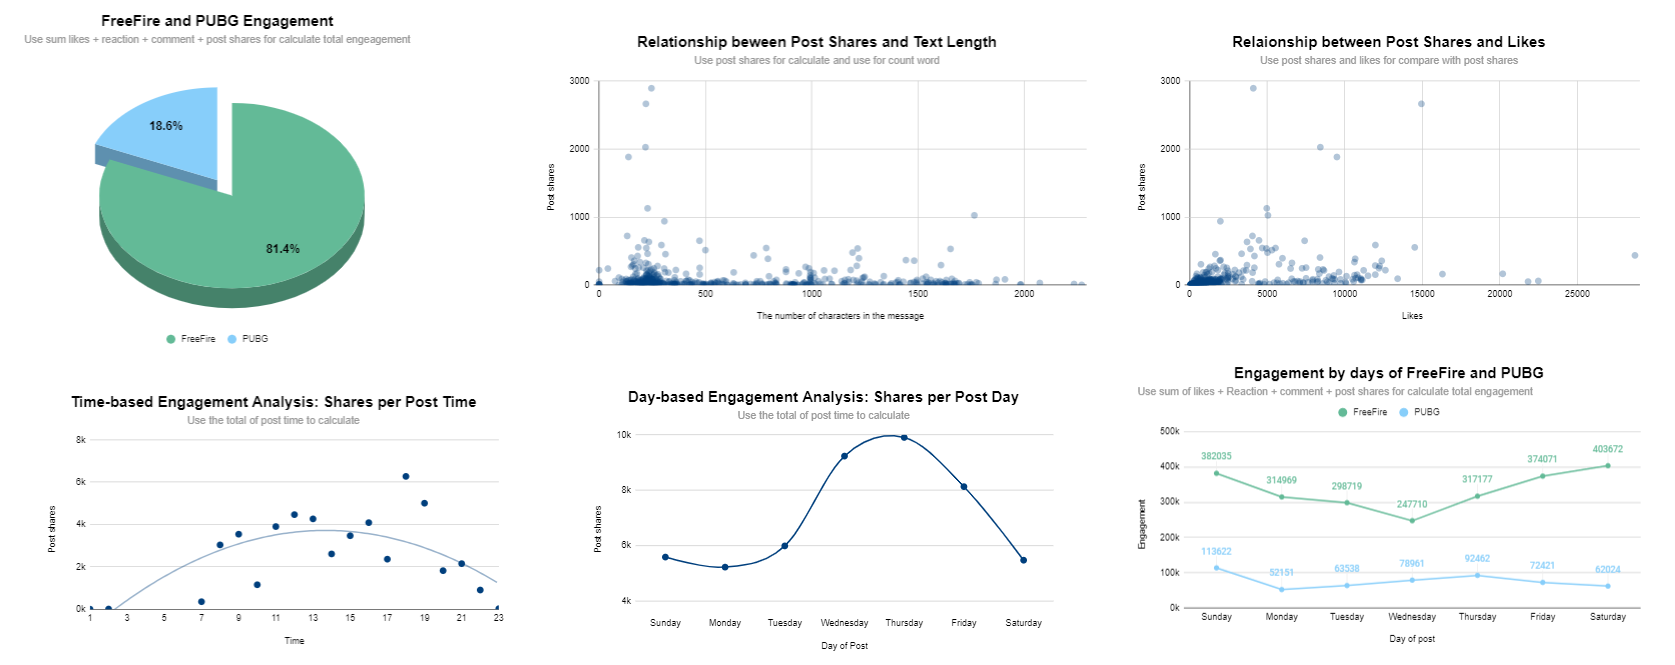 FreeFire and PUBG Engagement
Use sum likes + reaction + comment + post shares for calculate total engeagement
18.6%
81.4%
FreeFire PUBG
Relationship beween Post Shares and Text Length
Use post shares for calculate and use for count word
Post shares
3000
2000
1000
0
0 500 1000 1500 2000
The number of characters in the message
Relaionship between Post Shares and Likes
Use post shares and likes for compare with post shares
Post shares
3000
2000
1000
0
0 5000 10000 15000 20000 25000
Likes
Time-based Engagement Analysis: Shares per Post Time
Use the total of post time to calculate
Post shares
8k
6k
4k
2k
0k
1 3 5 7 9 11 13 15 17 19 21 23
Time
Day-based Engagement Analysis: Shares per Post Day
Use the total of post time to calculate
Post shares
10k
8k
6k
4k
Sunday Monday Tuesday Wednesday Thursday Friday Saturday
Day of Post
Engagement by days of FreeFire and PUBG
Use sum of likes + Reaction + comment + post shares for calculate total engagement
FreeFire PUBG
Engagement
500k
400k
300k
200k
100k
0k
382035 314969 298719 247710 317177 374071 403672
113622 52151 63538 78961 92462 72421 62024
Sunday Monday Tuesday Wednesday Thursday Friday Saturday
Day of post